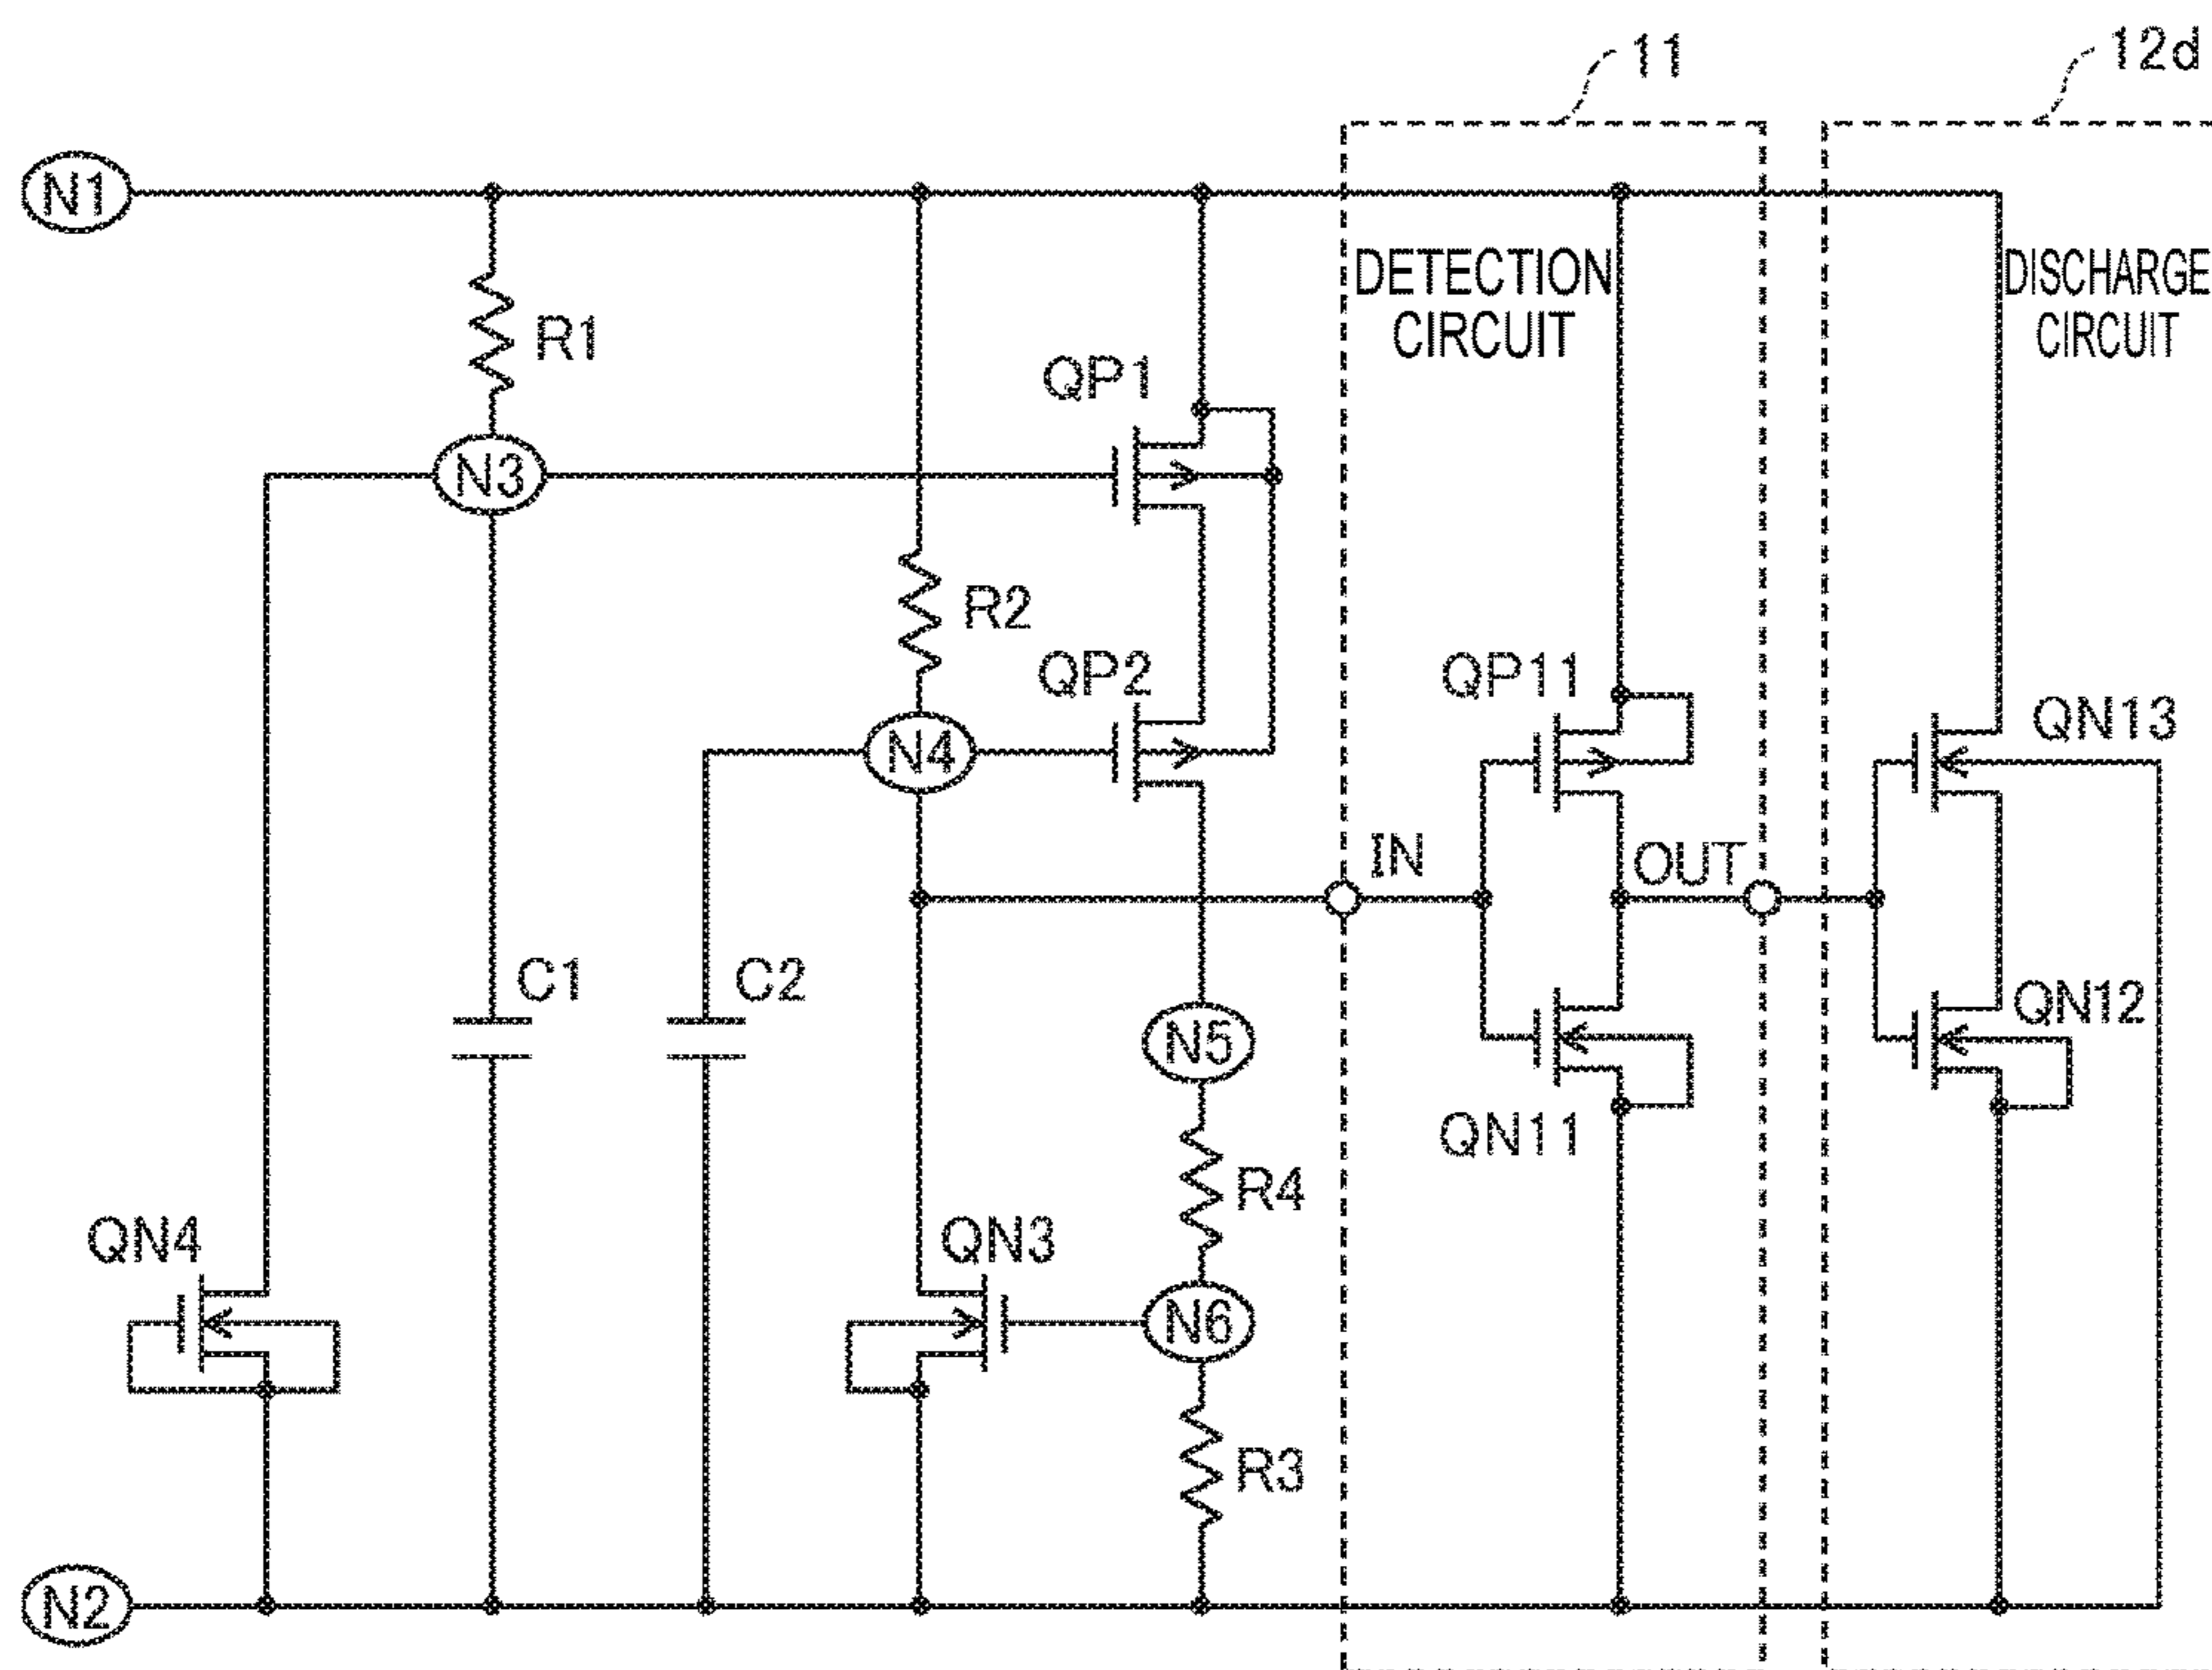 11
12d
N1
DETECTION
CIRCUIT
DISCHARGE
CIRCUIT
R1
QP1
N3
R2
QP2
QP11
QN13
N4
IN
OUT
C1
C2
N5
QN12
QN11
R4
QN4
QN3
N6
R3
N2